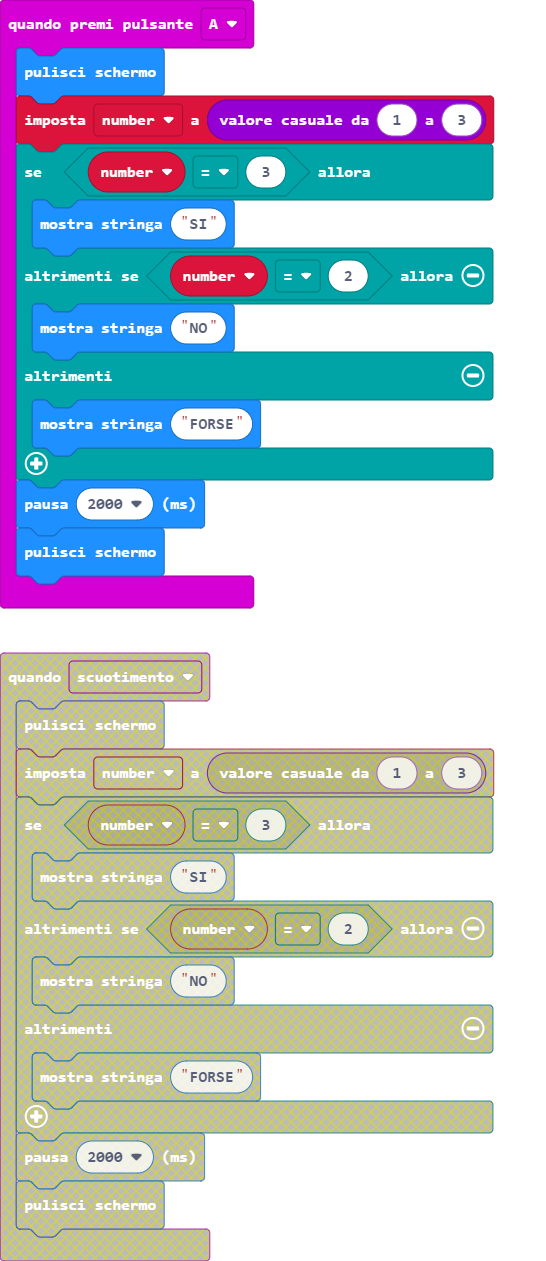 quando premi pulsante A
pulisci schermo
imposta number a valore casuale da 1 a 3
se number = 3 allora
mostra stringa "SI"
altrimenti se number = 2 allora
mostra stringa "NO"
altrimenti
mostra stringa "FORSE"
pausa 2000 (ms)
pulisci schermo
quando scuotimento
pulisci schermo
imposta number a valore casuale da 1 a 3
se number = 3 allora
mostra stringa "SI"
altrimenti se number = 2 allora
mostra stringa "NO"
altrimenti
mostra stringa "FORSE"
pausa 2000 (ms)
pulisci schermo